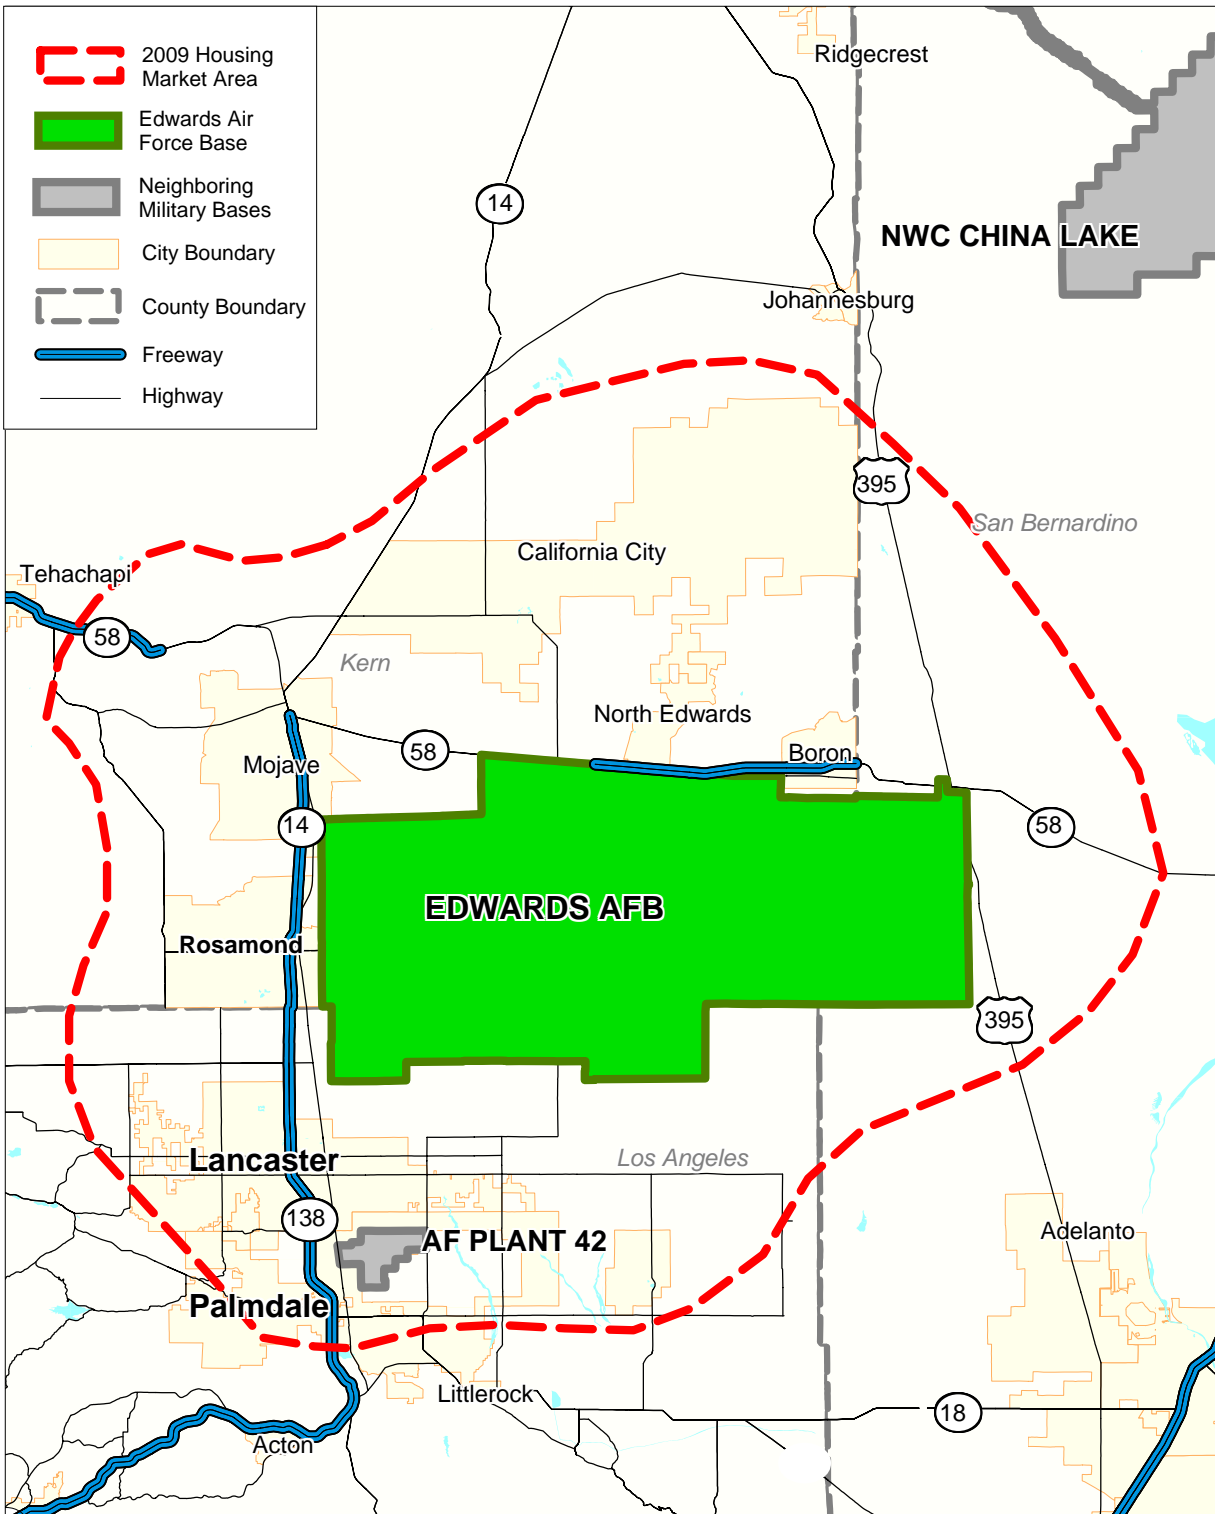 2009 Housing
Market Area
Edwards Air
Force Base
Neighboring
Military Bases
City Boundary
County Boundary
Freeway
Highway
Ridgecrest
14
NWC CHINA LAKE
Johannesburg
395
San Bernardino
California City
Tehachapi
58
Kern
North Edwards
58
Boron
Mojave
14
58
EDWARDS AFB
Rosamond
395
Lancaster
Los Angeles
138
AF PLANT 42
Adelanto
Palmdale
Littlerock
18
Acton